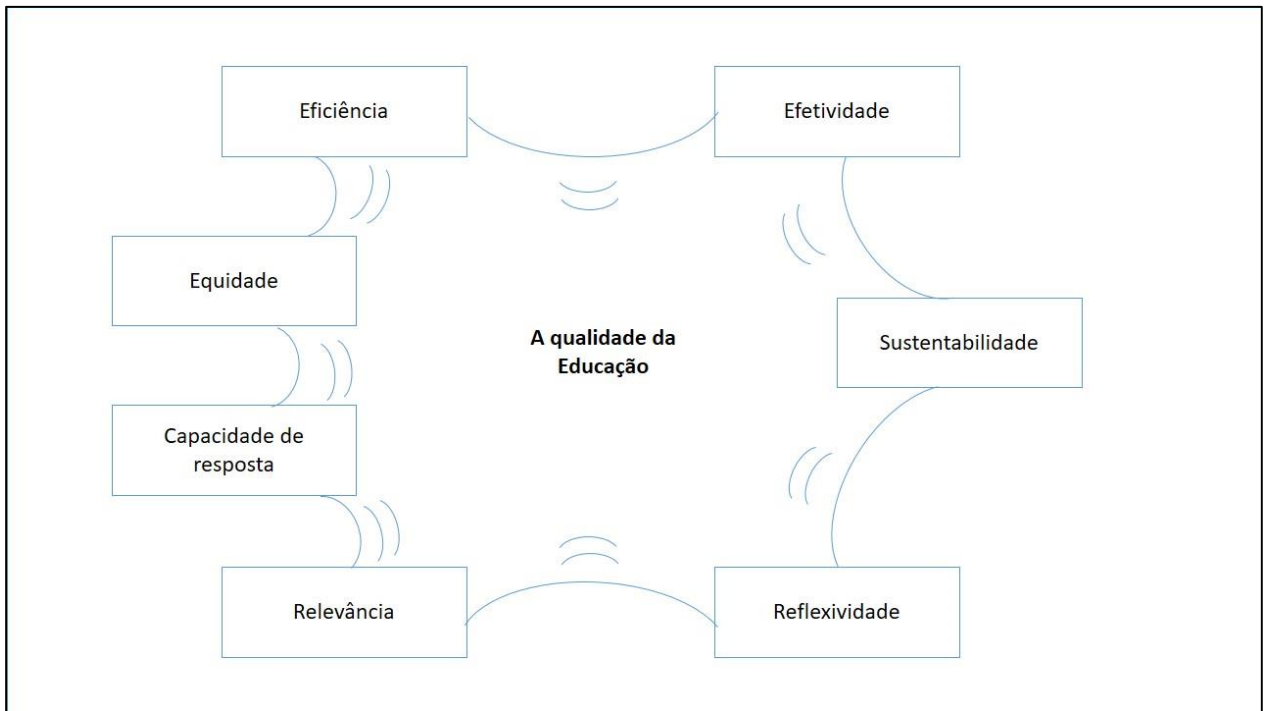 Eficiência
Efetividade
Equidade
A qualidade da
Educação
Sustentabilidade
Capacidade de
resposta
Relevância
Reflexividade